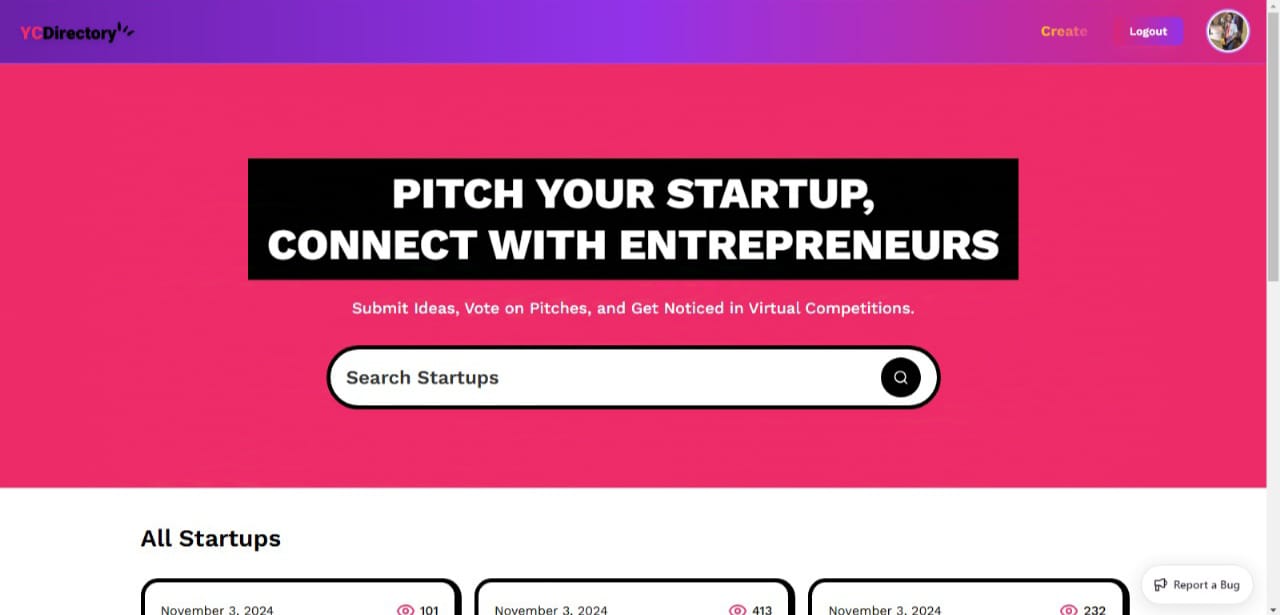 YCDirectory
Create
Logout
PITCH YOUR STARTUP,
CONNECT WITH ENTREPRENEURS
Submit Ideas, Vote on Pitches, and Get Noticed in Virtual Competitions.
Search Startups
All Startups
November 3, 2024 101
November 3, 2024 413
November 3, 2024 232
Report a Bug